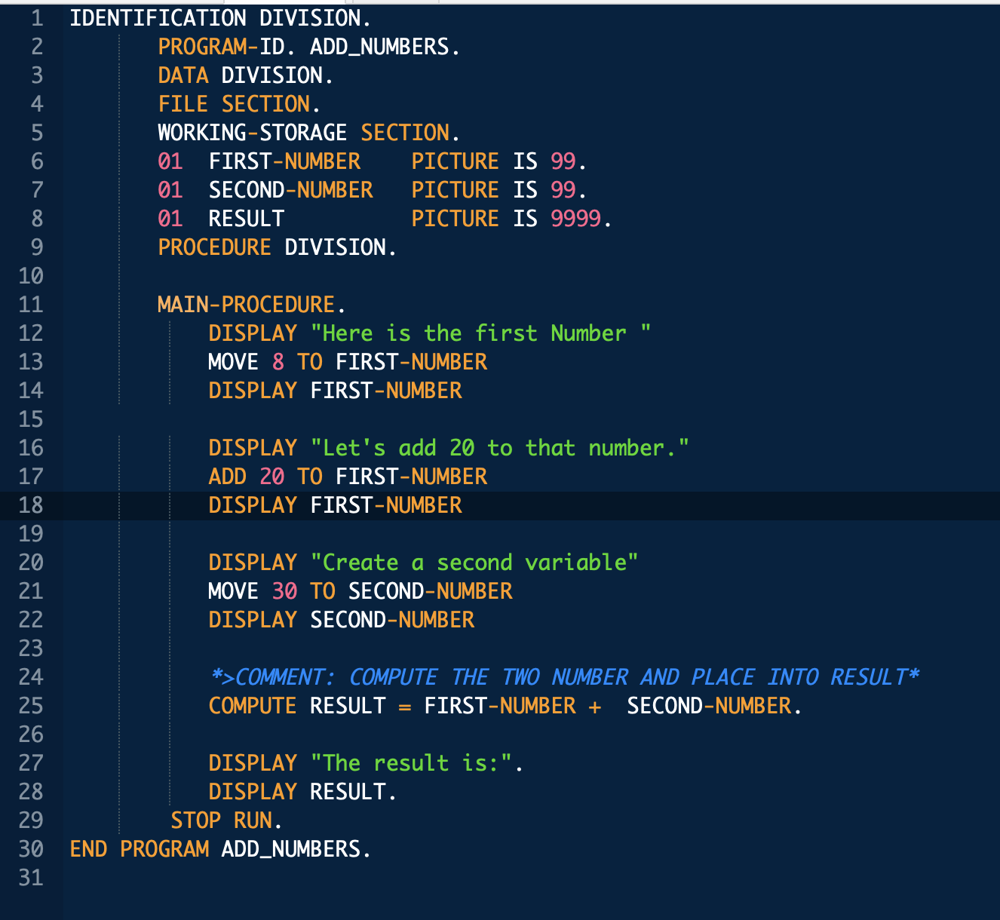 1 IDENTIFICATION DIVISION.
2 PROGRAM-ID. ADD_NUMBERS.
3 DATA DIVISION.
4 FILE SECTION.
5 WORKING-STORAGE SECTION.
6 01  FIRST-NUMBER    PICTURE IS 99.
7 01  SECOND-NUMBER   PICTURE IS 99.
8 01  RESULT          PICTURE IS 9999.
9 PROCEDURE DIVISION.
10
11 MAIN-PROCEDURE.
12 DISPLAY "Here is the first Number "
13 MOVE 8 TO FIRST-NUMBER
14 DISPLAY FIRST-NUMBER
15
16 DISPLAY "Let's add 20 to that number."
17 ADD 20 TO FIRST-NUMBER
18 DISPLAY FIRST-NUMBER
19
20 DISPLAY "Create a second variable"
21 MOVE 30 TO SECOND-NUMBER
22 DISPLAY SECOND-NUMBER
23
24 *>COMMENT: COMPUTE THE TWO NUMBER AND PLACE INTO RESULT*
25 COMPUTE RESULT = FIRST-NUMBER +  SECOND-NUMBER.
26
27 DISPLAY "The result is:".
28 DISPLAY RESULT.
29 STOP RUN.
30 END PROGRAM ADD_NUMBERS.
31